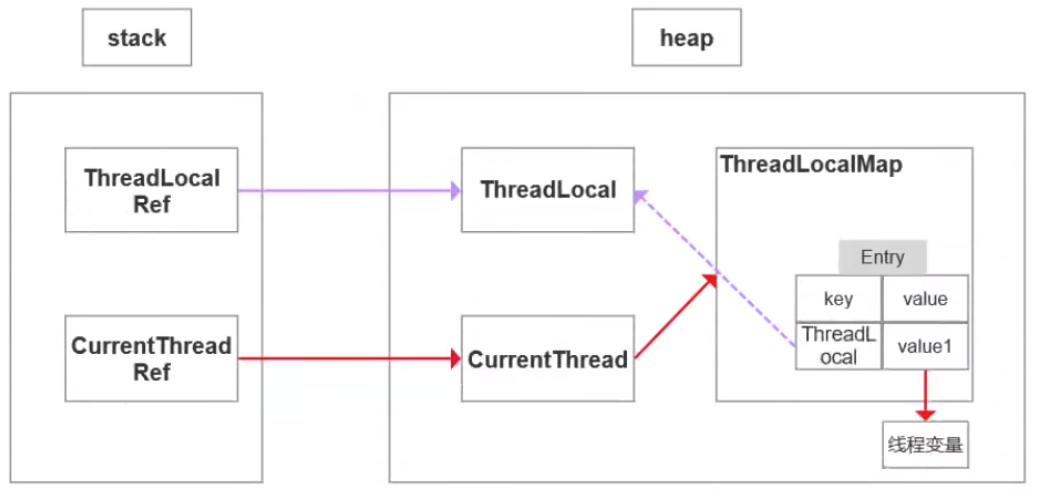 stack
heap
ThreadLocal
Ref
ThreadLocal
ThreadLocalMap
Entry
key
value
ThreadL
ocal
value1
CurrentThread
Ref
CurrentThread
线程变量